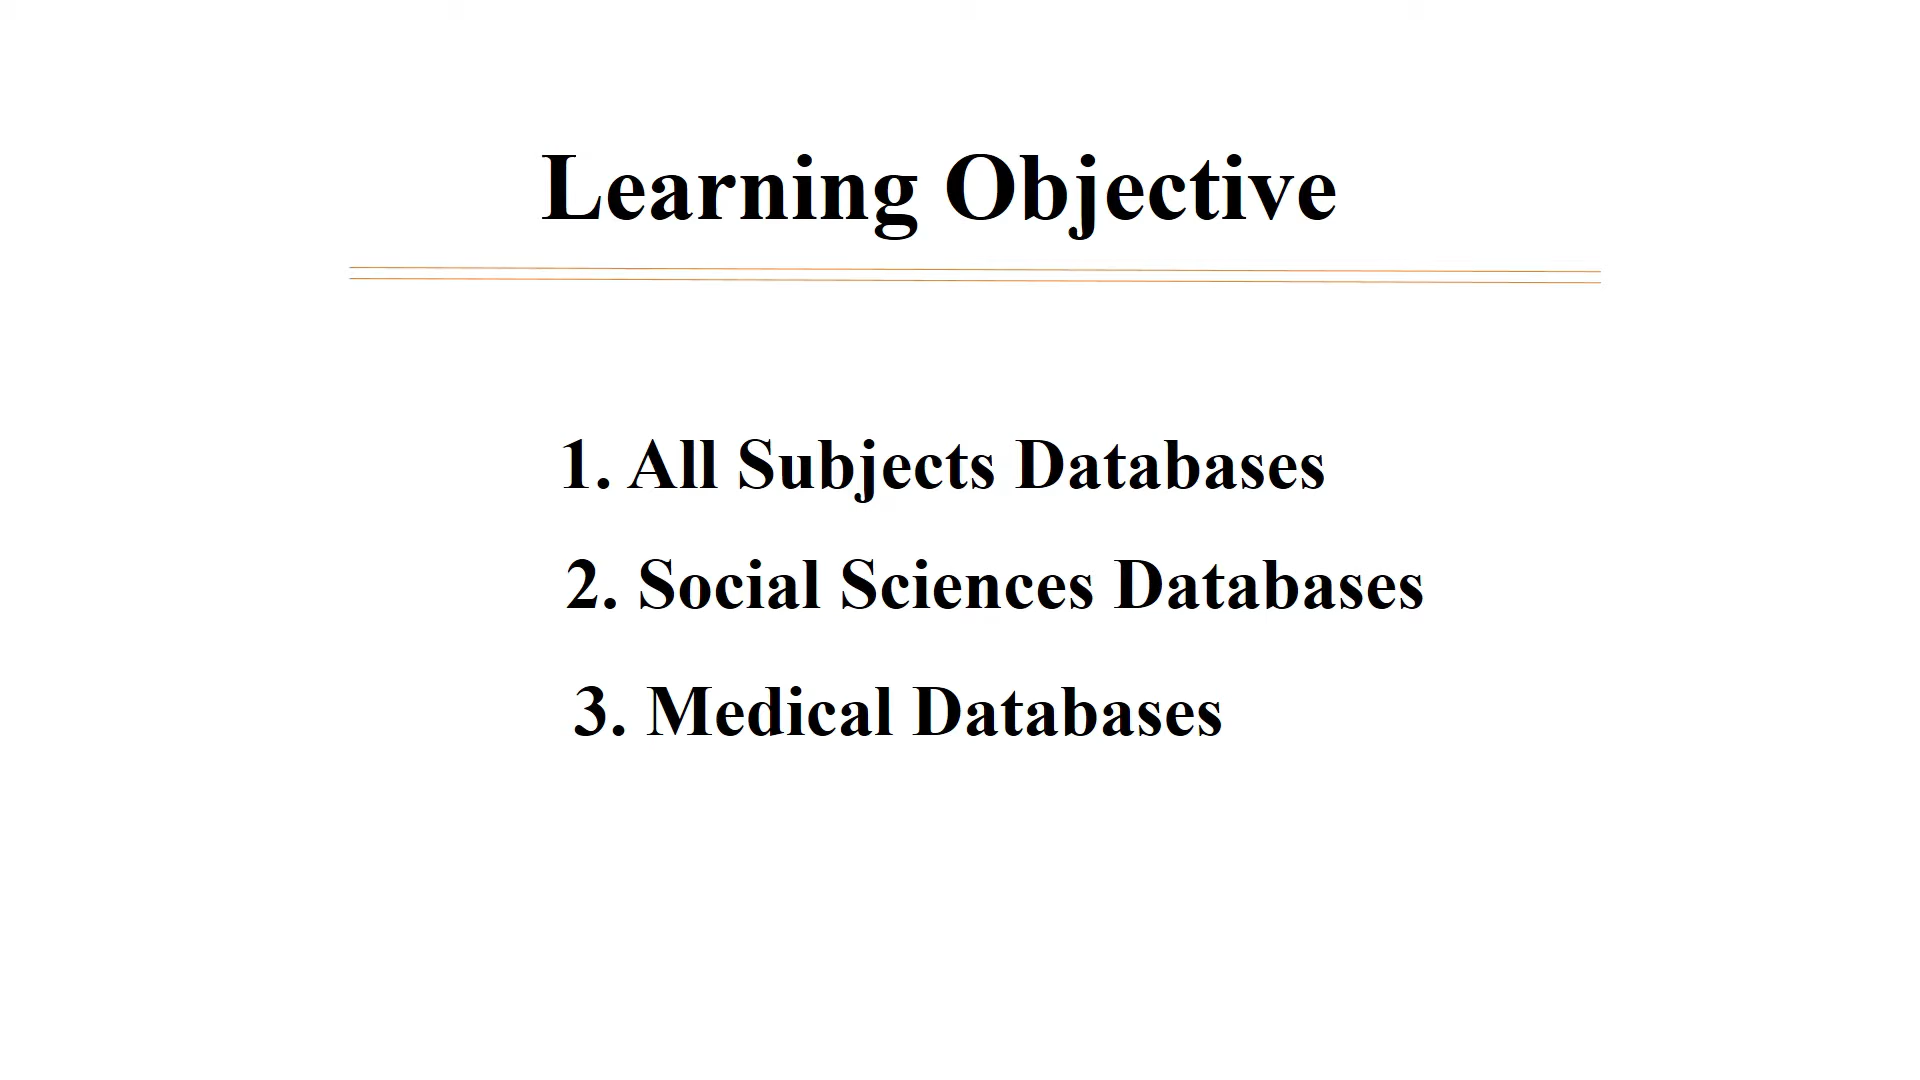 Learning Objective
1. All Subjects Databases
2. Social Sciences Databases
3. Medical Databases